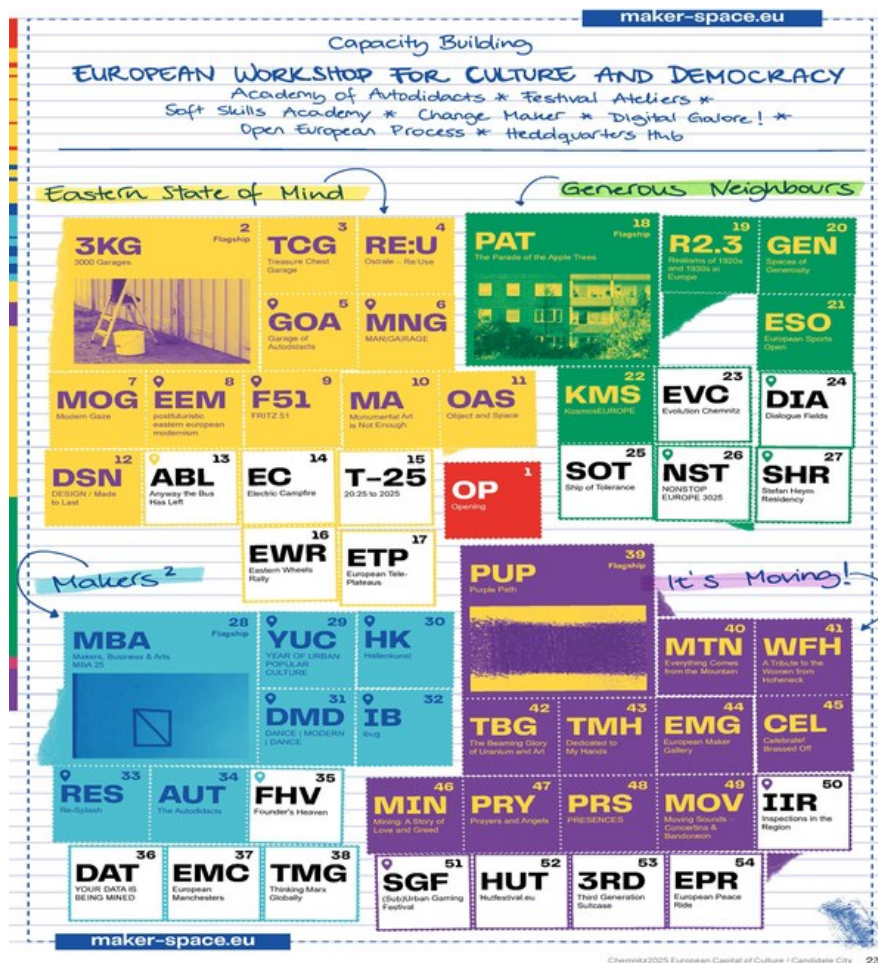 maker-space.eu
Capacity Building
EUROPEAN WORKSHOP FOR CULTURE AND DEMOCRACY
Academy of Autodidacts * Festival Ateliers *
Soft Skills Academy * Change Maker * Digital Galore! *
Open European Process * Headquarters Hub
Eastern State of Mind
2
Flagship
3KG
3000 Garages
3
TCG
Treasure Chest
Garage
4
RE:U
Ostrale – Re:Use
5
GOA
Garage of
Autodidacts
6
MNG
MAN|GA|RAGE
7
MOG
Modern Gaze
8
EEM
postfuturistic
eastern european
modernism
9
F51
FRITZ 51
10
MA
Monumental Art
is Not Enough
11
OAS
Object and Space
12
DSN
DESIGN / Made
to Last
13
ABL
Anyway the Bus
Has Left
14
EC
Electric Campfire
15
T-25
20:25 to 2025
16
EWR
Eastern Wheels
Rally
17
ETP
European Tele-
Plateaus
1
OP
Opening
Generous Neighbours
18
Flagship
PAT
The Parade of the Apple Trees
19
R2.3
Realisms of 1920s
and 1930s in
Europe
20
GEN
Spaces of
Generosity
21
ESO
European Sports
Open
22
KMS
KosmosEUROPE
23
EVC
Evolution Chemnitz
24
DIA
Dialogue Fields
25
SOT
Ship of Tolerance
26
NST
NONSTOP
EUROPE 3025
27
SHR
Stefan Heym
Residency
Makers²
28
Flagship
MBA
Makers, Business & Arts
MBA 25
29
YUC
YEAR OF URBAN
POPULAR
CULTURE
30
HK
Hallenkunst
31
DMD
DANCE | MODERN
| DANCE
32
IB
ibug
33
RES
Re-Splash
34
AUT
The Autodidacts
35
FHV
Founder's Heaven
36
DAT
YOUR DATA IS
BEING MINED
37
EMC
European
Manchesters
38
TMG
Thinking Marx
Globally
It's Moving!
39
Flagship
PUP
Purple Path
40
MTN
Everything Comes
from the Mountain
41
WFH
A Tribute to the
Women from
Hoheneck
42
TBG
The Beaming Glory
of Uranium and Art
43
TMH
Dedicated to
My Hands
44
EMG
European Maker
Gallery
45
CEL
Celebrate!
Brassed Off
46
MIN
Mining: A Story of
Love and Greed
47
PRY
Prayers and Angels
48
PRS
PRESENCES
49
MOV
Moving Sounds –
Concertina &
Bandoneon
50
IIR
Inspections in the
Region
51
SGF
(Sub)Urban Gaming
Festival
52
HUT
Hutfestival.eu
53
3RD
Third Generation
Suitcase
54
EPR
European Peace
Ride
maker-space.eu
Chemnitz2025 European Capital of Culture / Candidate City 23